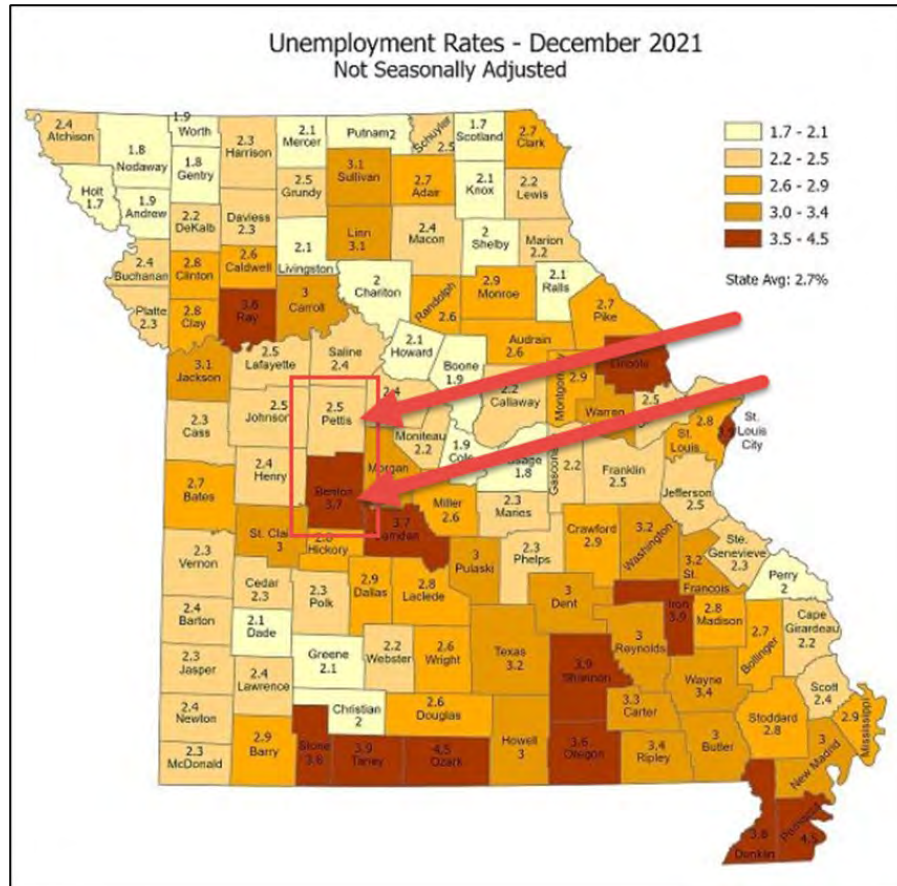 Unemployment Rates - December 2021
Not Seasonally Adjusted
1.7 - 2.1
2.2 - 2.5
2.6 - 2.9
3.0 - 3.4
3.5 - 4.5
State Avg: 2.7%
2.4
Atchison
1.8
Nodaway
1.9
Worth
1.8
Gentry
2.3
Harrison
2.1
Mercer
Putnam2
Schuyler
2.5
1.7
Scotland
2.7
Clark
Holt
1.7
1.9
Andrew
2.2
DeKalb
Daviess
2.3
2.5
Grundy
3.1
Sullivan
2.7
Adair
2.1
Knox
2.2
Lewis
Linn
3.1
2.4
Macon
2
Shelby
Marion
2.2
2.4
Buchanan
2.8
Clinton
2.6
Caldwell
2.1
Livingston
2
Chariton
Randolph
2.6
2.9
Monroe
2.1
Ralls
2.7
Pike
Platte
2.3
2.8
Clay
3.6
Ray
3
Carroll
2.5
Lafayette
Saline
2.4
2.1
Howard
Boone
1.9
Audrain
2.6
Montgomery
2.9
Lincoln
3.1
Jackson
2.5
Johnson
2.5
Pettis
2.4
Moniteau
2.2
1.9
Cole
2.2
Callaway
Warren
2.5
2.8
St.
Louis
St.
Louis
City
2.3
Cass
2.4
Henry
Benton
3.7
Morgan
1.8
Gasconade
2.2
Franklin
2.5
Jefferson
2.5
2.7
Bates
St. Clair
3
2.8
Hickory
3.7
Camden
Miller
2.6
2.3
Maries
Crawford
2.9
3.2
Washington
Ste.
Genevieve
2.3
2.3
Vernon
Cedar
2.3
2.3
Polk
2.9
Dallas
2.8
Laclede
3
Pulaski
2.3
Phelps
3
Dent
Iron
3.9
3.2
St.
Francois
Perry
2
2.4
Barton
2.1
Dade
Greene
2.1
2.2
Webster
2.6
Wright
Texas
3.2
3.9
Shannon
3
Reynolds
2.8
Madison
2.7
Bollinger
Cape
Girardeau
2.2
2.3
Jasper
2.4
Lawrence
Christian
2
2.6
Douglas
3.3
Carter
Wayne
3.4
Scott
2.4
2.4
Newton
2.9
Barry
Stone
3.8
3.9
Taney
4.5
Ozark
Howell
3
3.6
Oregon
3.4
Ripley
3
Butler
Stoddard
2.8
2.9
Mississippi
3
New Madrid
2.3
McDonald
3.8
Dunklin
Pemiscot
4.5